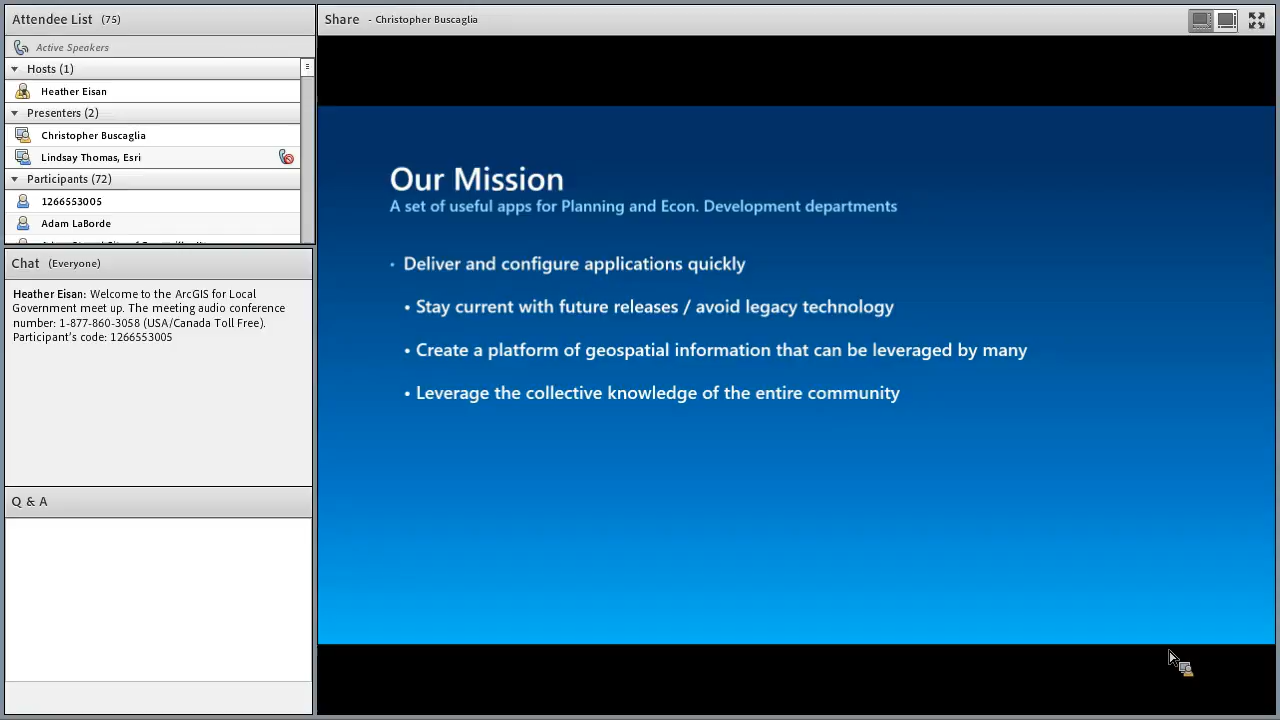 Attendee List (75)
Active Speakers
Hosts (1)
Heather Eisan
Presenters (2)
Christopher Buscaglia
Lindsay Thomas, Esri
Participants (72)
1266553005
Adam LaBorde
Chat (Everyone)
Heather Eisan: Welcome to the ArcGIS for Local
Government meet up. The meeting audio conference
number: 1-877-860-3058 (USA/Canada Toll Free).
Participant's code: 1266553005
Q & A
Share - Christopher Buscaglia
Our Mission
A set of useful apps for Planning and Econ. Development departments
• Deliver and configure applications quickly
• Stay current with future releases / avoid legacy technology
• Create a platform of geospatial information that can be leveraged by many
• Leverage the collective knowledge of the entire community